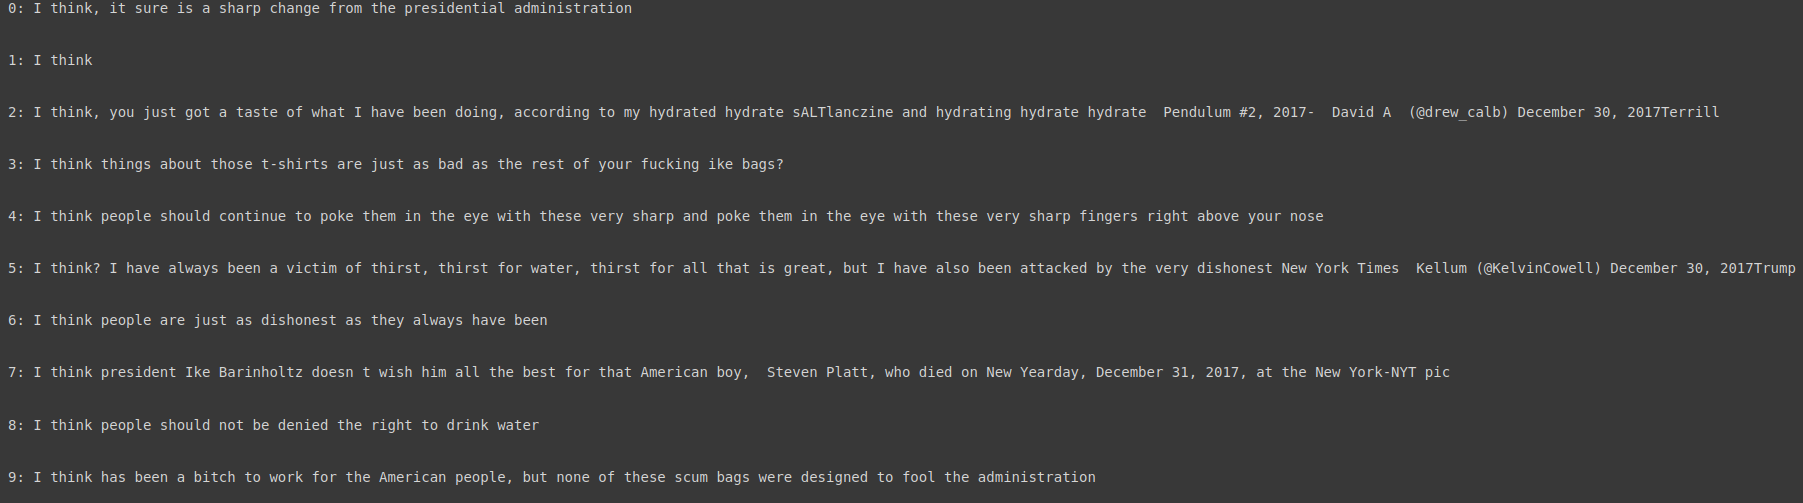 0: I think, it sure is a sharp change from the presidential administration
1: I think
2: I think, you just got a taste of what I have been doing, according to my hydrated hydrate sALTlanczine and hydrating hydrate hydrate  Pendulum #2, 2017-  David A  (@drew_calb) December 30, 2017Terrill
3: I think things about those t-shirts are just as bad as the rest of your fucking ike bags?
4: I think people should continue to poke them in the eye with these very sharp and poke them in the eye with these very sharp fingers right above your nose
5: I think? I have always been a victim of thirst, thirst for water, thirst for all that is great, but I have also been attacked by the very dishonest New York Times  Kellum (@KelvinCowell) December 30, 2017Trump
6: I think people are just as dishonest as they always have been
7: I think president Ike Barinholtz doesn t wish him all the best for that American boy,  Steven Platt, who died on New Yearday, December 31, 2017, at the New York-NYT pic
8: I think people should not be denied the right to drink water
9: I think has been a bitch to work for the American people, but none of these scum bags were designed to fool the administration